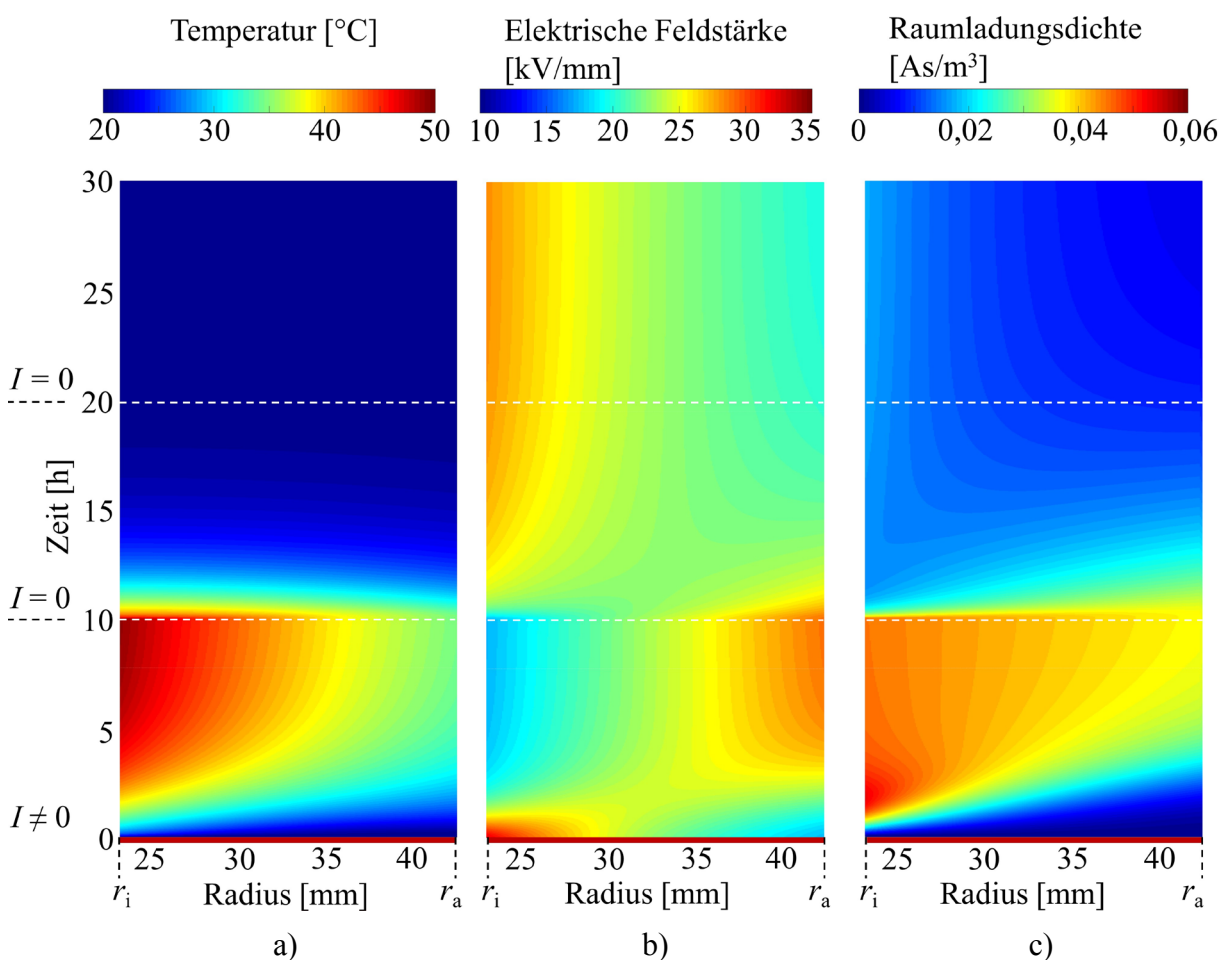 Temperatur [°C]
20 30 40 50
Elektrische Feldstärke
[kV/mm]
10 15 20 25 30 35
Raumladungsdichte
[As/m³]
0 0,02 0,04 0,06
30
25
I = 0
20
Zeit [h]
15
I = 0
10
5
I ≠ 0
0
25 30 35 40
rᵢ Radius [mm] rₐ
a)
25 30 35 40
rᵢ Radius [mm] rₐ
b)
25 30 35 40
rᵢ Radius [mm] rₐ
c)